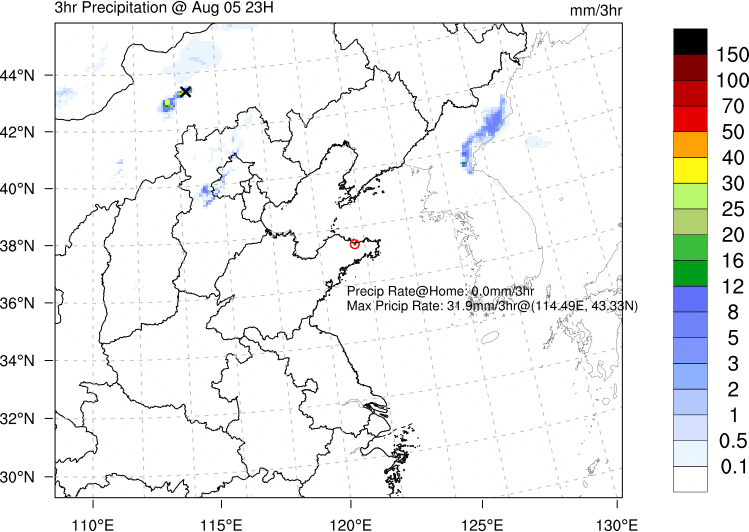 3hr Precipitation @ Aug 05 23H
mm/3hr
44°N
42°N
40°N
38°N
36°N
34°N
32°N
30°N
110°E
115°E
120°E
125°E
130°E
Precip Rate@Home: 0.0mm/3hr
Max Pricip Rate: 31.9mm/3hr@(114.49E, 43.33N)
150
100
70
50
40
30
25
20
16
12
8
5
3
2
1
0.5
0.1